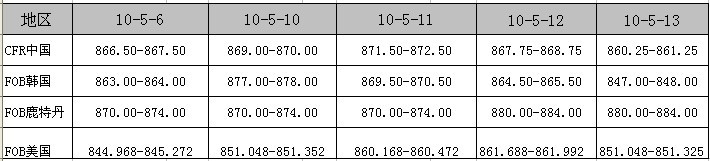 地区 10-5-6 10-5-10 10-5-11 10-5-12 10-5-13
CFR中国 866.50-867.50 869.00-870.00 871.50-872.50 867.75-868.75 860.25-861.25
FOB韩国 863.00-864.00 877.00-878.00 869.50-870.50 864.50-865.50 847.00-848.00
FOB鹿特丹 870.00-874.00 870.00-874.00 870.00-874.00 880.00-884.00 880.00-884.00
FOB美国 844.968-845.272 851.048-851.352 860.168-860.472 861.688-861.992 851.048-851.325